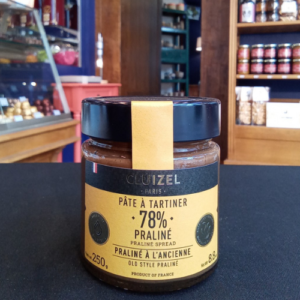 CLUIZEL
PARIS
PÂTE À TARTINER
78%
PRALINÉ
PRALINÉ SPREAD
PRALINÉ À L'ANCIENNE
OLD STYLE PRALINÉ
250g
PRODUCT OF FRANCE